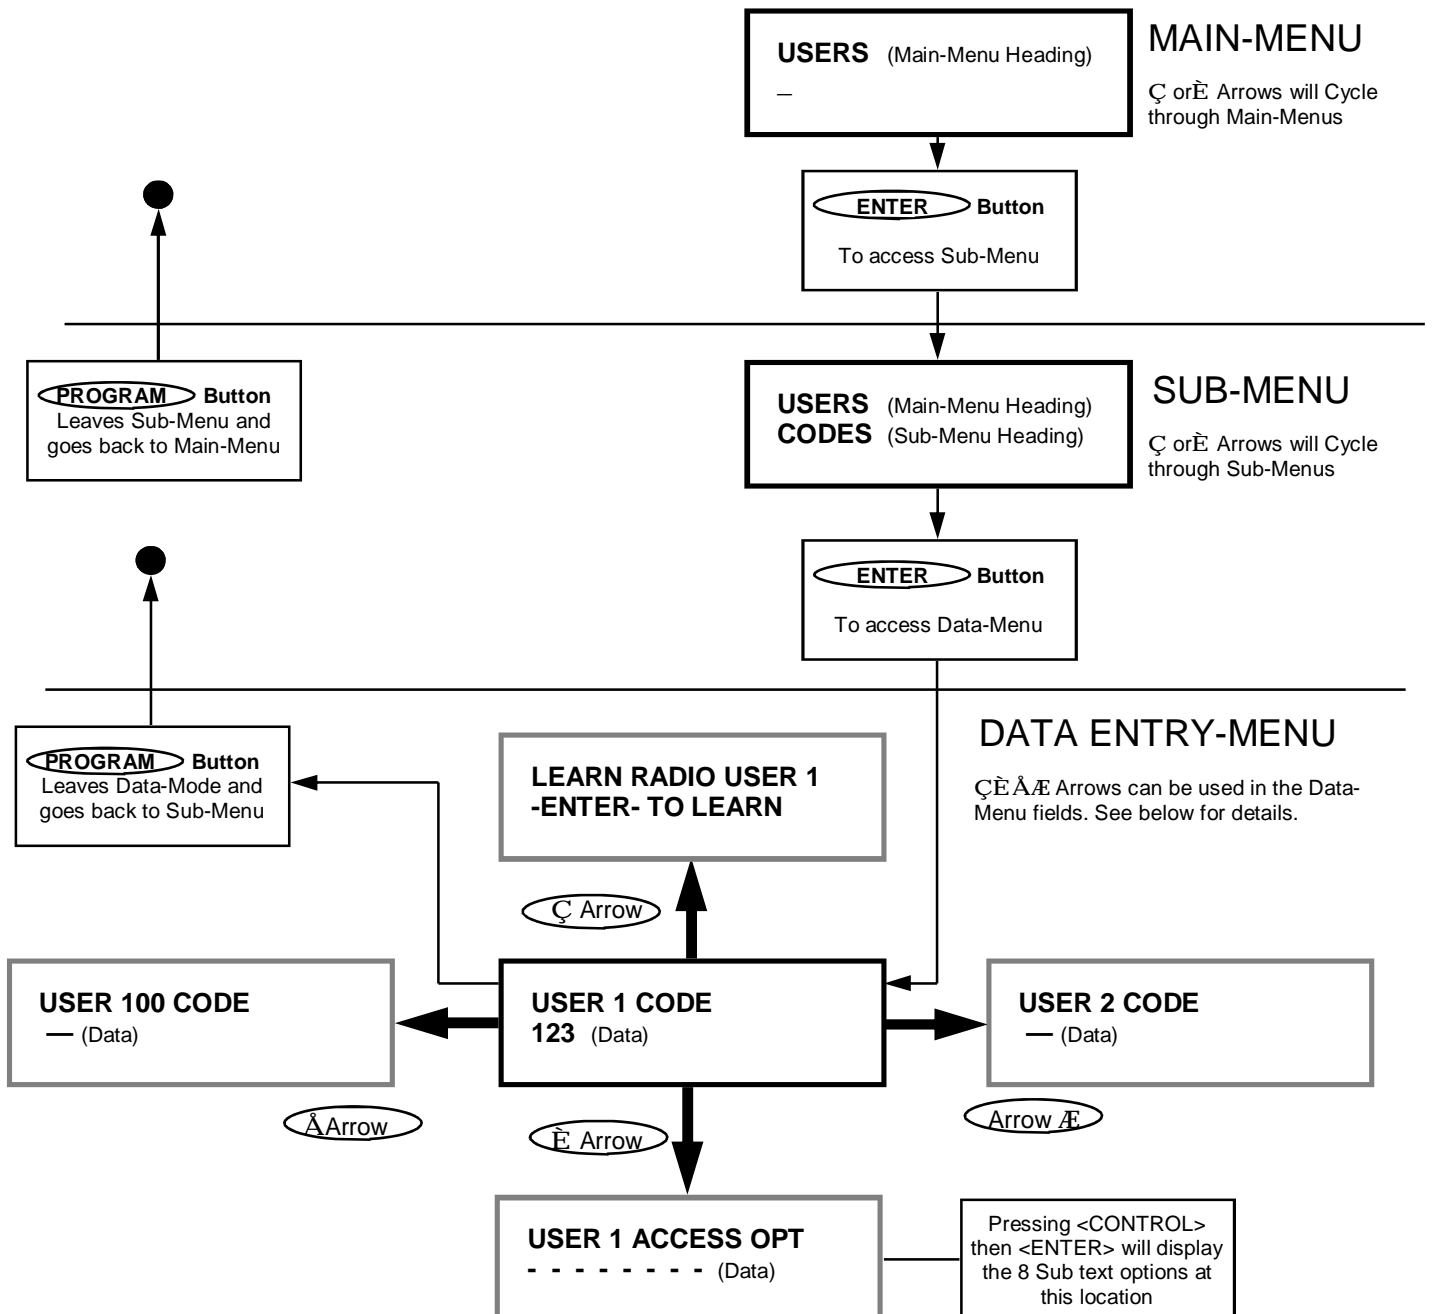 USERS (Main-Menu Heading)
_
MAIN-MENU
Ç orÈ Arrows will Cycle
through Main-Menus
ENTER Button
To access Sub-Menu
PROGRAM Button
Leaves Sub-Menu and
goes back to Main-Menu
USERS (Main-Menu Heading)
CODES (Sub-Menu Heading)
SUB-MENU
Ç orÈ Arrows will Cycle
through Sub-Menus
ENTER Button
To access Data-Menu
PROGRAM Button
Leaves Data-Mode and
goes back to Sub-Menu
LEARN RADIO USER 1
-ENTER- TO LEARN
DATA ENTRY-MENU
ÇÈÅÆ Arrows can be used in the Data-
Menu fields. See below for details.
Ç Arrow
USER 100 CODE
— (Data)
USER 1 CODE
123 (Data)
USER 2 CODE
— (Data)
ÅArrow
È Arrow
Arrow Æ
USER 1 ACCESS OPT
- - - - - - - - (Data)
Pressing <CONTROL>
then <ENTER> will display
the 8 Sub text options at
this location